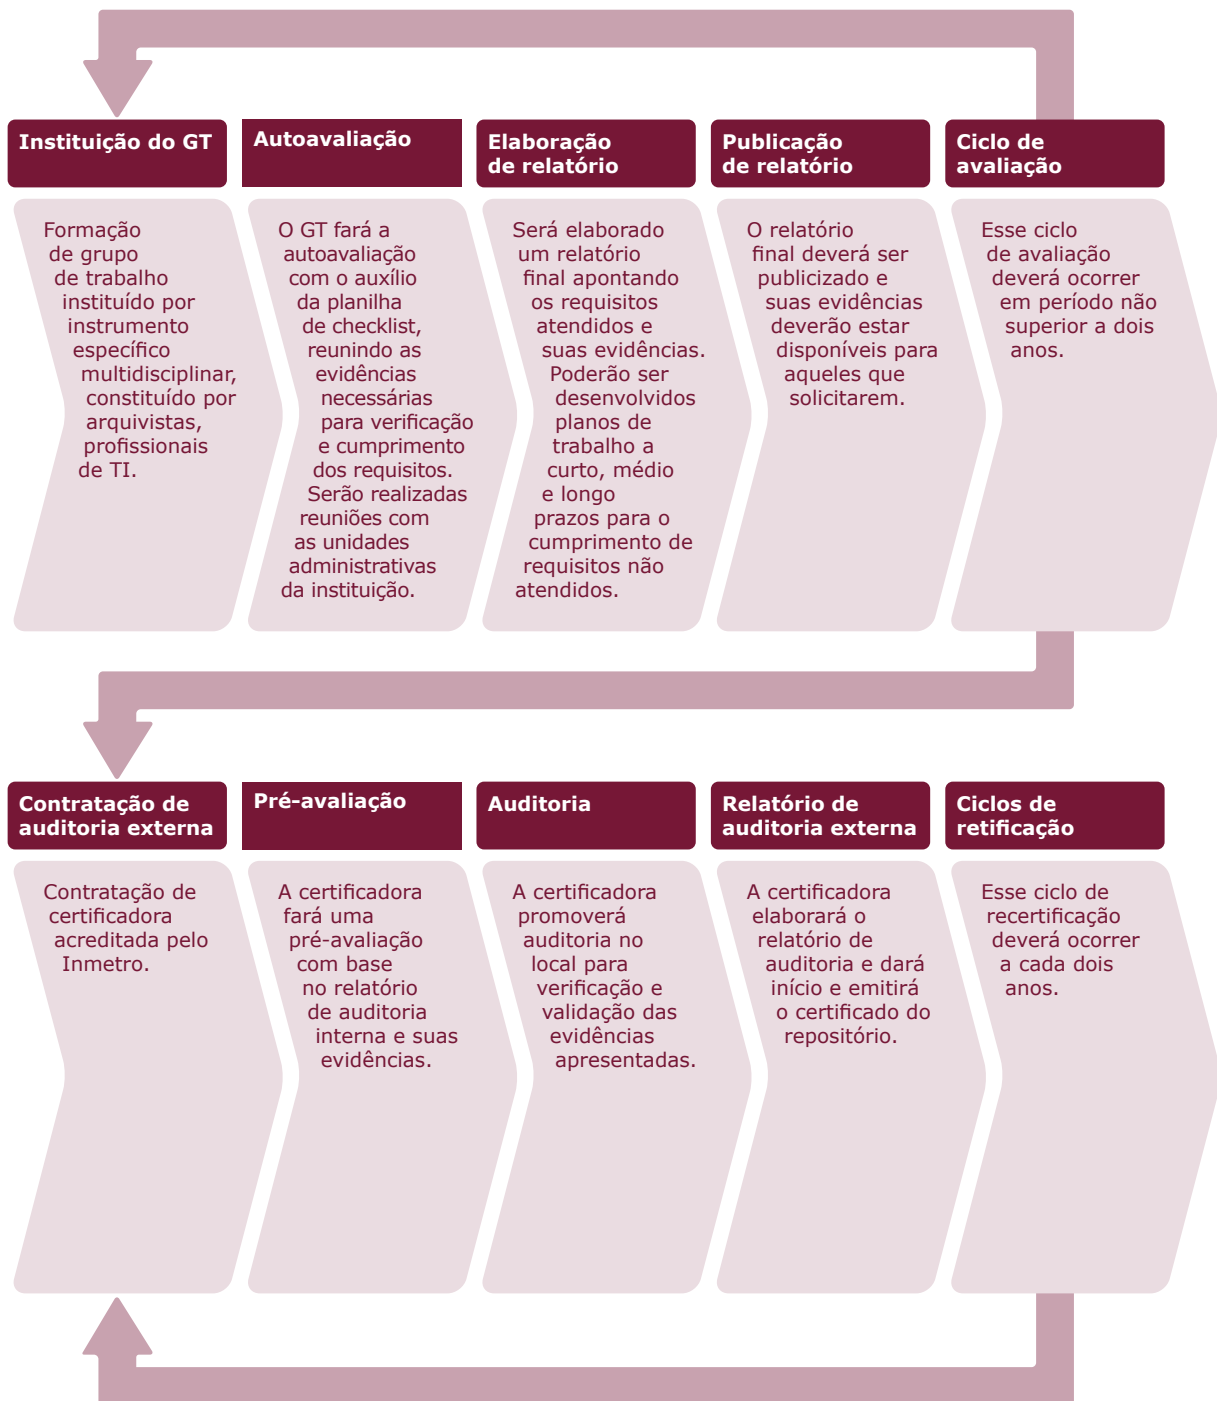 Instituição do GT
Formação
de grupo
de trabalho
instituído por
instrumento
específico
multidisciplinar,
constituído por
arquivistas,
profissionais
de TI.
Autoavaliação
O GT fará a
autoavaliação
com o auxílio
da planilha
de checklist,
reunindo as
evidências
necessárias
para verificação
e cumprimento
dos requisitos.
Serão realizadas
reuniões com
as unidades
administrativas
da instituição.
Elaboração
de relatório
Será elaborado
um relatório
final apontando
os requisitos
atendidos e
suas evidências.
Poderão ser
desenvolvidos
planos de
trabalho a
curto, médio
e longo
prazos para o
cumprimento de
requisitos não
atendidos.
Publicação
de relatório
O relatório
final deverá ser
publicizado e
suas evidências
deverão estar
disponíveis para
aqueles que
solicitarem.
Ciclo de
avaliação
Esse ciclo
de avaliação
deverá ocorrer
em período não
superior a dois
anos.
Contratação de
auditoria externa
Contratação de
certificadora
acreditada pelo
Inmetro.
Pré-avaliação
A certificadora
fará uma
pré-avaliação
com base
no relatório
de auditoria
interna e suas
evidências.
Auditoria
A certificadora
promoverá
auditoria no
local para
verificação e
validação das
evidências
apresentadas.
Relatório de
auditoria externa
A certificadora
elaborará o
relatório de
auditoria e dará
início e emitirá
o certificado do
repositório.
Ciclos de
retificação
Esse ciclo de
recertificação
deverá ocorrer
a cada dois
anos.